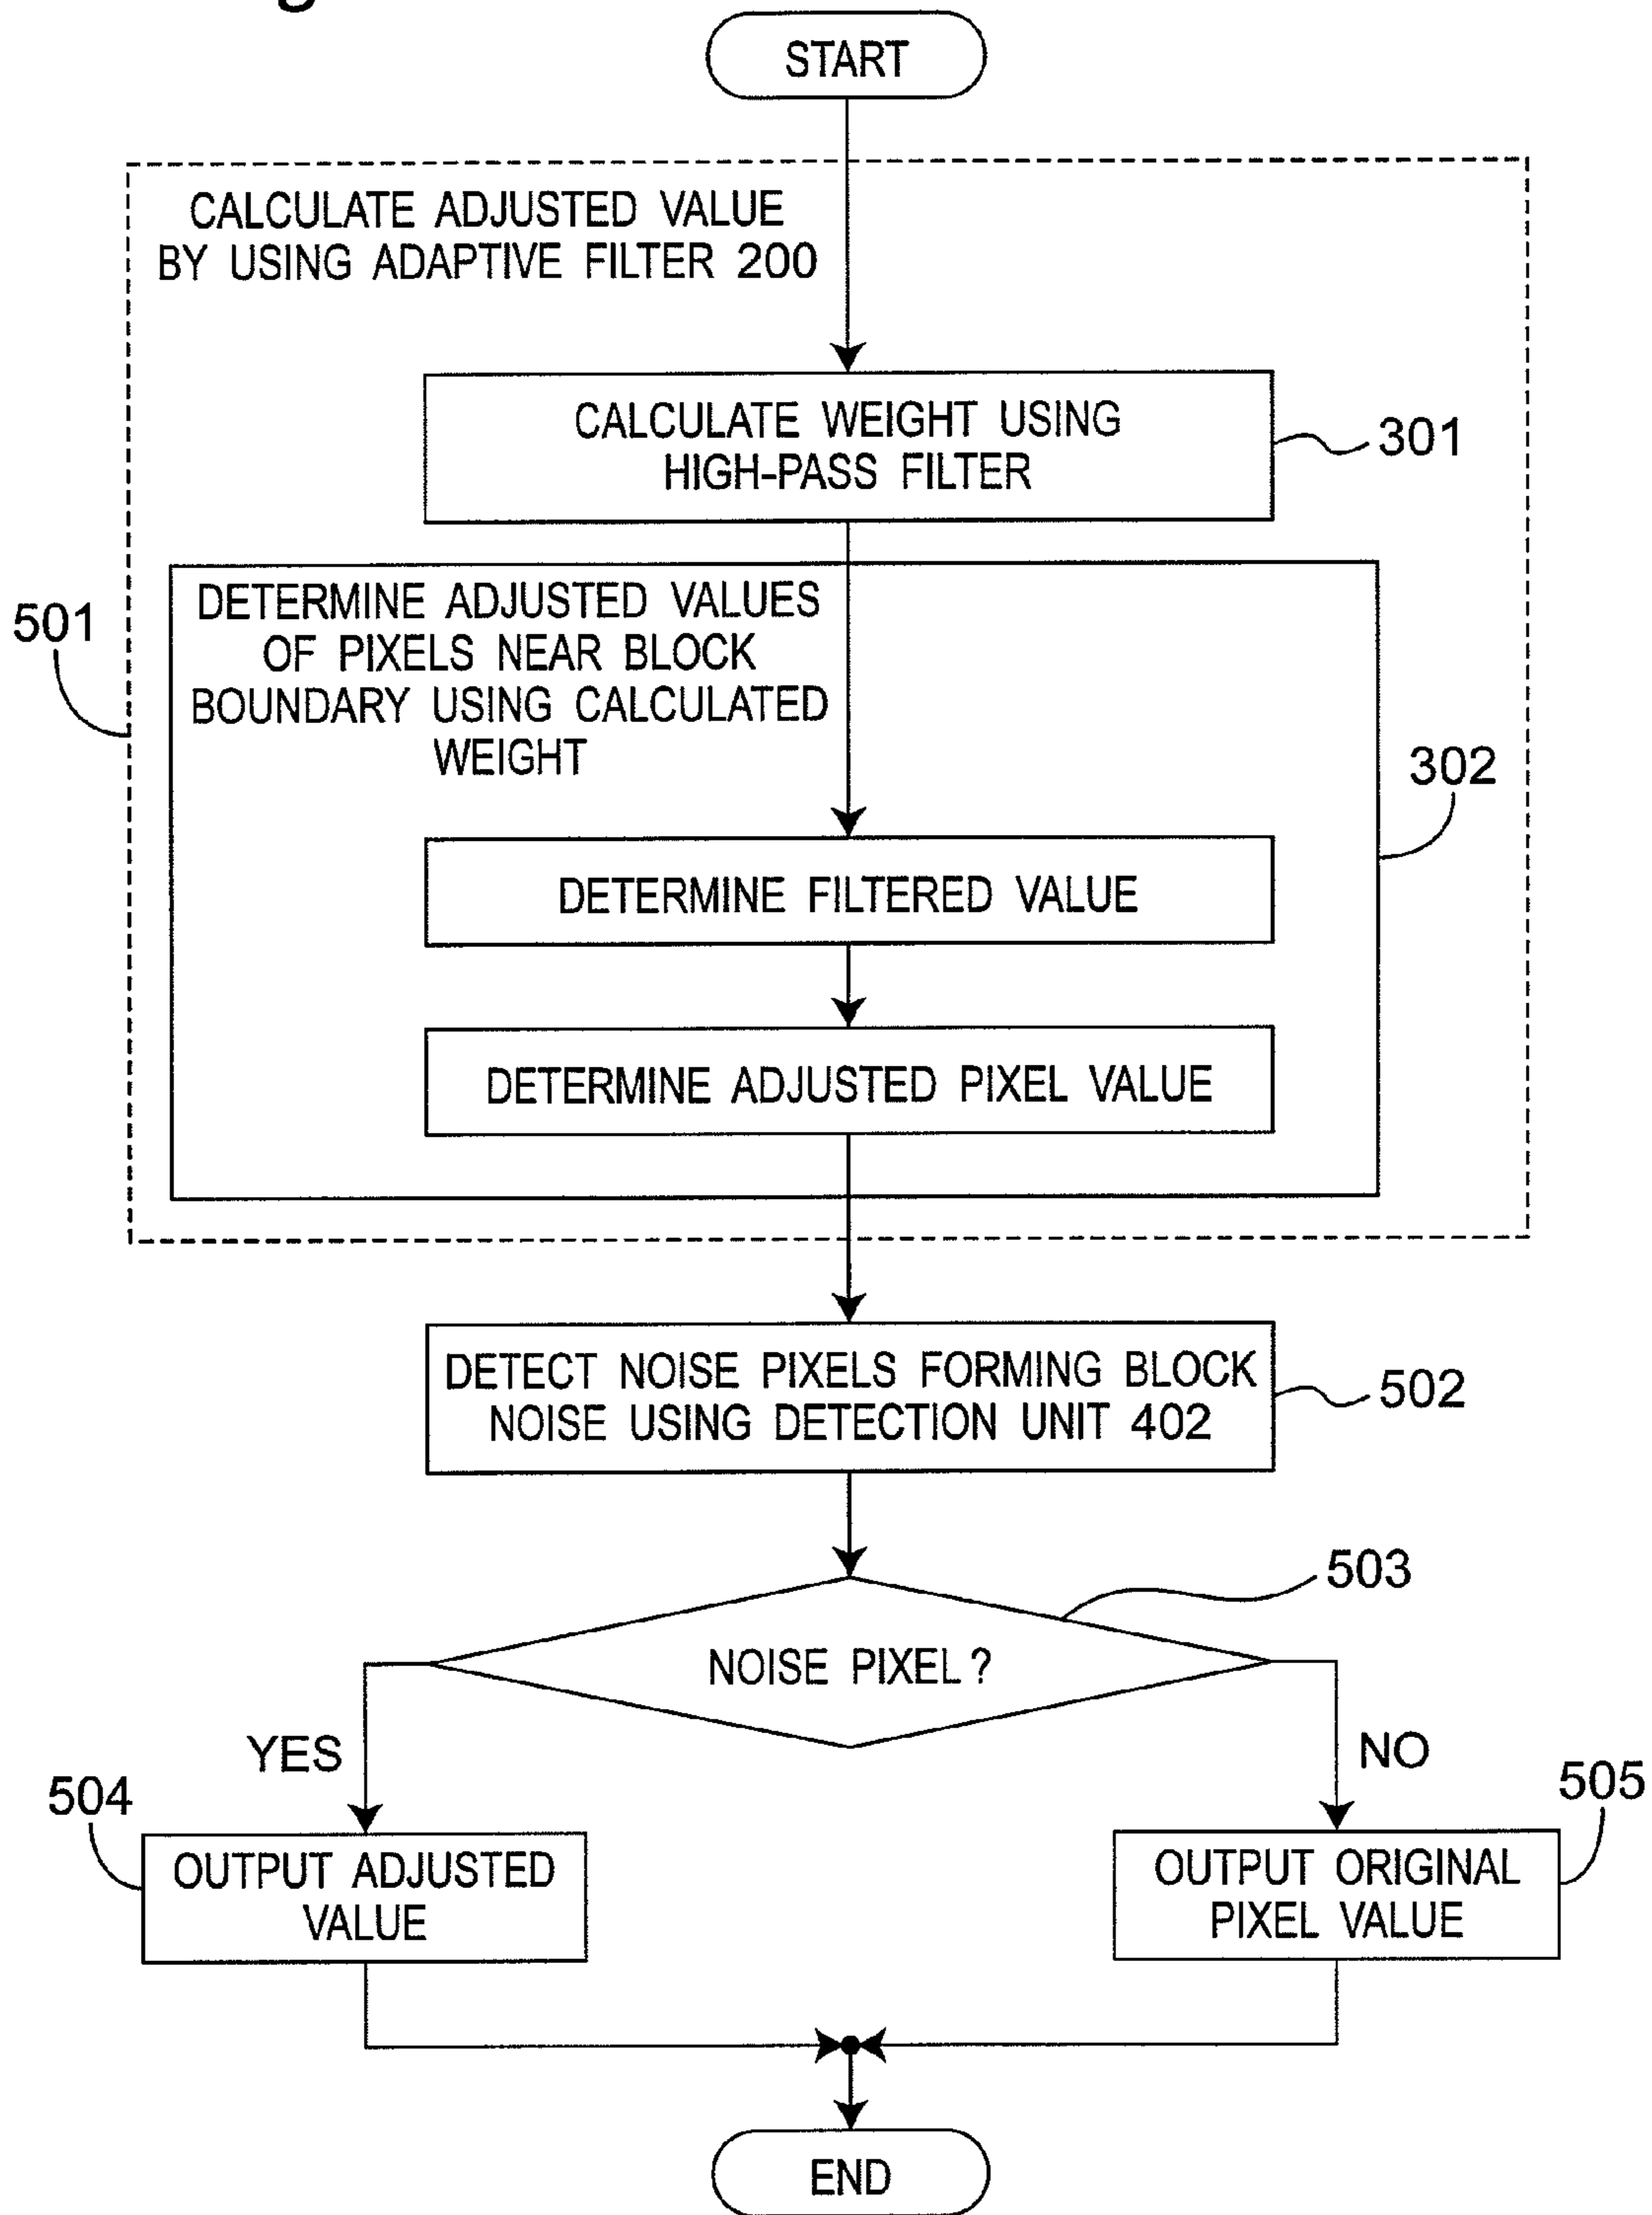 START
CALCULATE ADJUSTED VALUE
BY USING ADAPTIVE FILTER 200
CALCULATE WEIGHT USING
HIGH-PASS FILTER
301
501
DETERMINE ADJUSTED VALUES
OF PIXELS NEAR BLOCK
BOUNDARY USING CALCULATED
WEIGHT
302
DETERMINE FILTERED VALUE
DETERMINE ADJUSTED PIXEL VALUE
DETECT NOISE PIXELS FORMING BLOCK
NOISE USING DETECTION UNIT 402
502
503
NOISE PIXEL?
YES
NO
504
505
OUTPUT ADJUSTED
VALUE
OUTPUT ORIGINAL
PIXEL VALUE
END